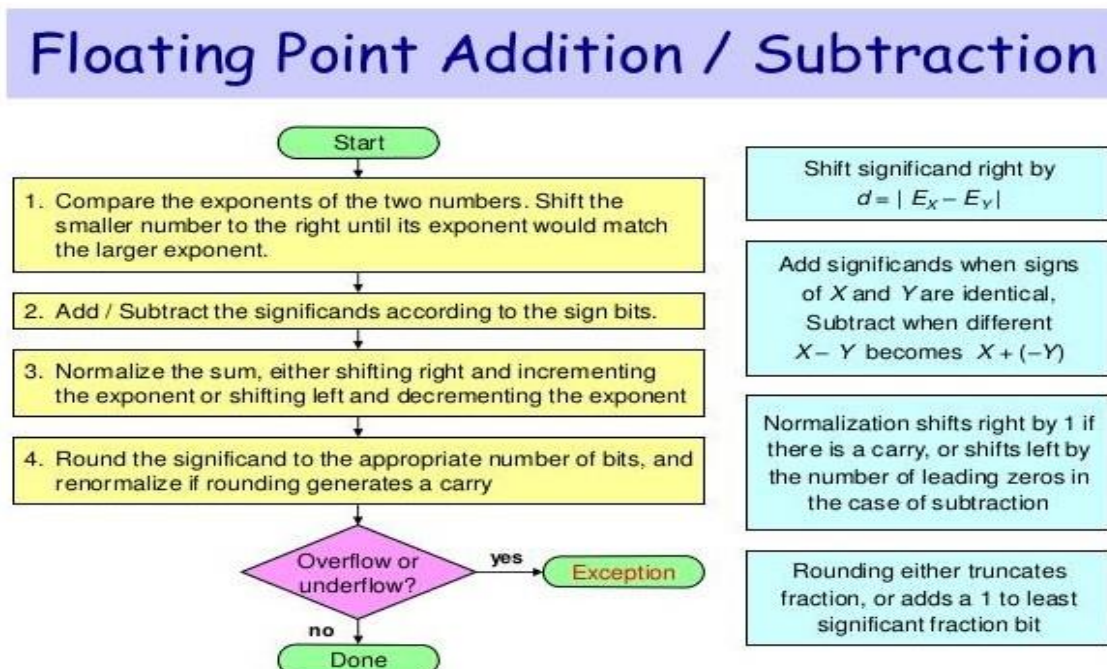 Floating Point Addition / Subtraction
Start
1. Compare the exponents of the two numbers. Shift the
smaller number to the right until its exponent would match
the larger exponent.
2. Add / Subtract the significands according to the sign bits.
3. Normalize the sum, either shifting right and incrementing
the exponent or shifting left and decrementing the exponent
4. Round the significand to the appropriate number of bits, and
renormalize if rounding generates a carry
Overflow or
underflow?
yes
Exception
no
Done
Shift significand right by
d = | E_X – E_Y |
Add significands when signs
of X and Y are identical,
Subtract when different
X – Y becomes X + (–Y)
Normalization shifts right by 1 if
there is a carry, or shifts left by
the number of leading zeros in
the case of subtraction
Rounding either truncates
fraction, or adds a 1 to least
significant fraction bit